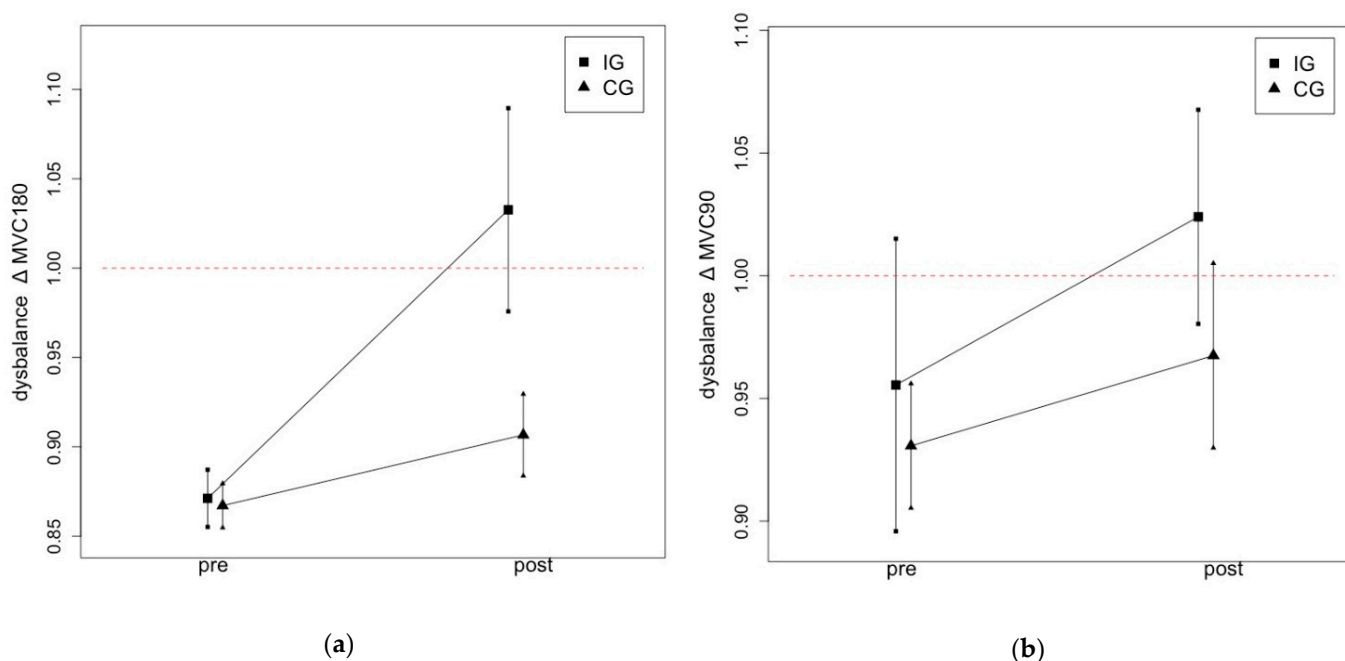 dysbalance Δ MVC180
1.10
1.05
1.00
0.95
0.90
0.85
IG
CG
pre
post
(a)
dysbalance Δ MVC90
1.10
1.05
1.00
0.95
0.90
IG
CG
pre
post
(b)